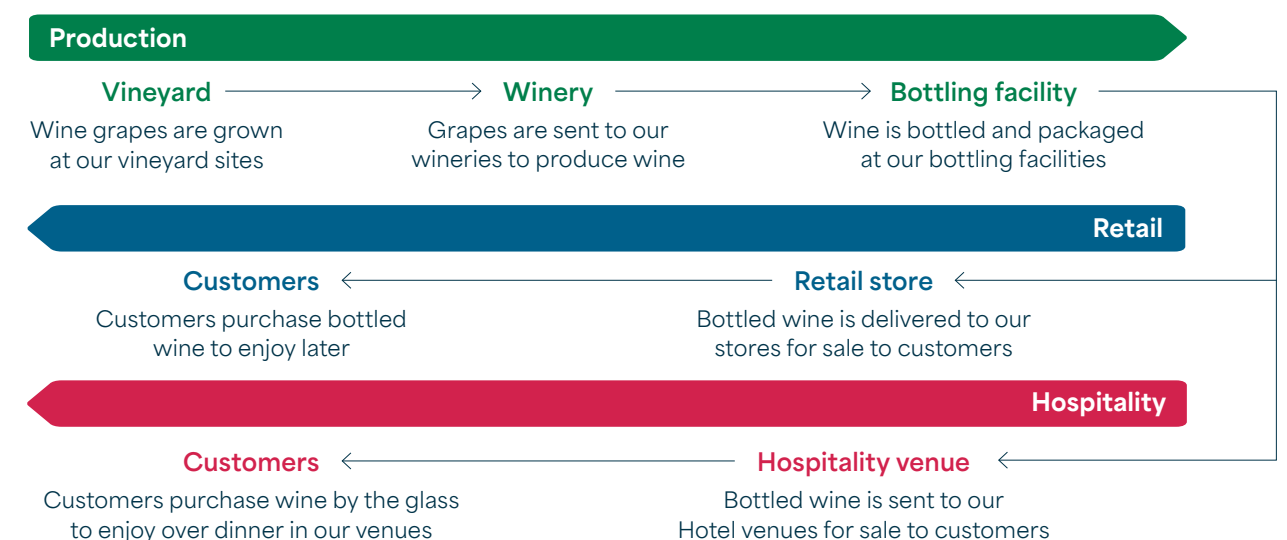 Production
Vineyard
Winery
Bottling facility
Wine grapes are grown
at our vineyard sites
Grapes are sent to our
wineries to produce wine
Wine is bottled and packaged
at our bottling facilities
Retail
Customers
Retail store
Customers purchase bottled
wine to enjoy later
Bottled wine is delivered to our
stores for sale to customers
Hospitality
Customers
Hospitality venue
Customers purchase wine by the glass
to enjoy over dinner in our venues
Bottled wine is sent to our
Hotel venues for sale to customers